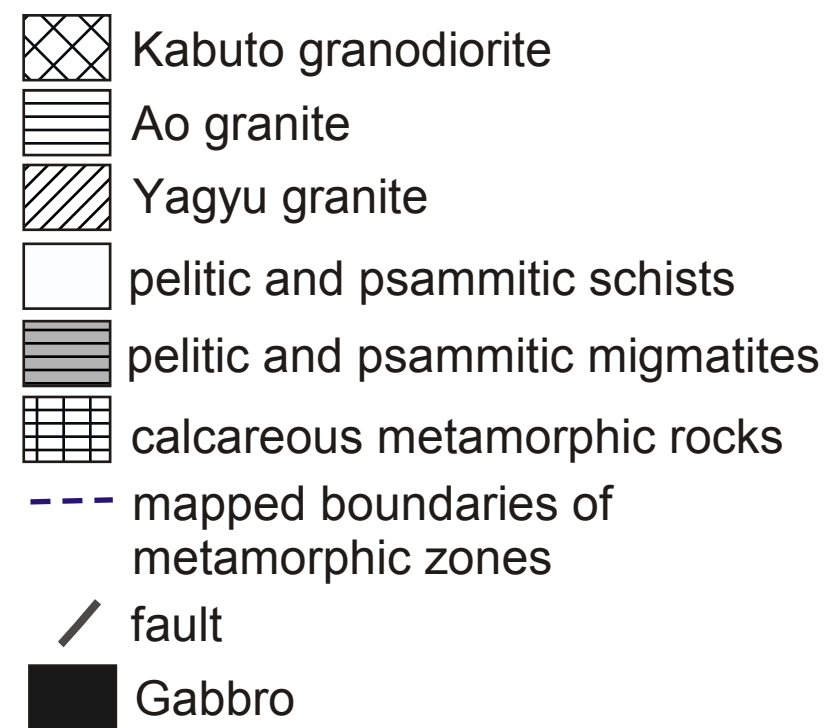 Kabuto granodiorite
Ao granite
Yagyu granite
pelitic and psammitic schists
pelitic and psammitic migmatites
calcareous metamorphic rocks
mapped boundaries of
metamorphic zones
fault
Gabbro